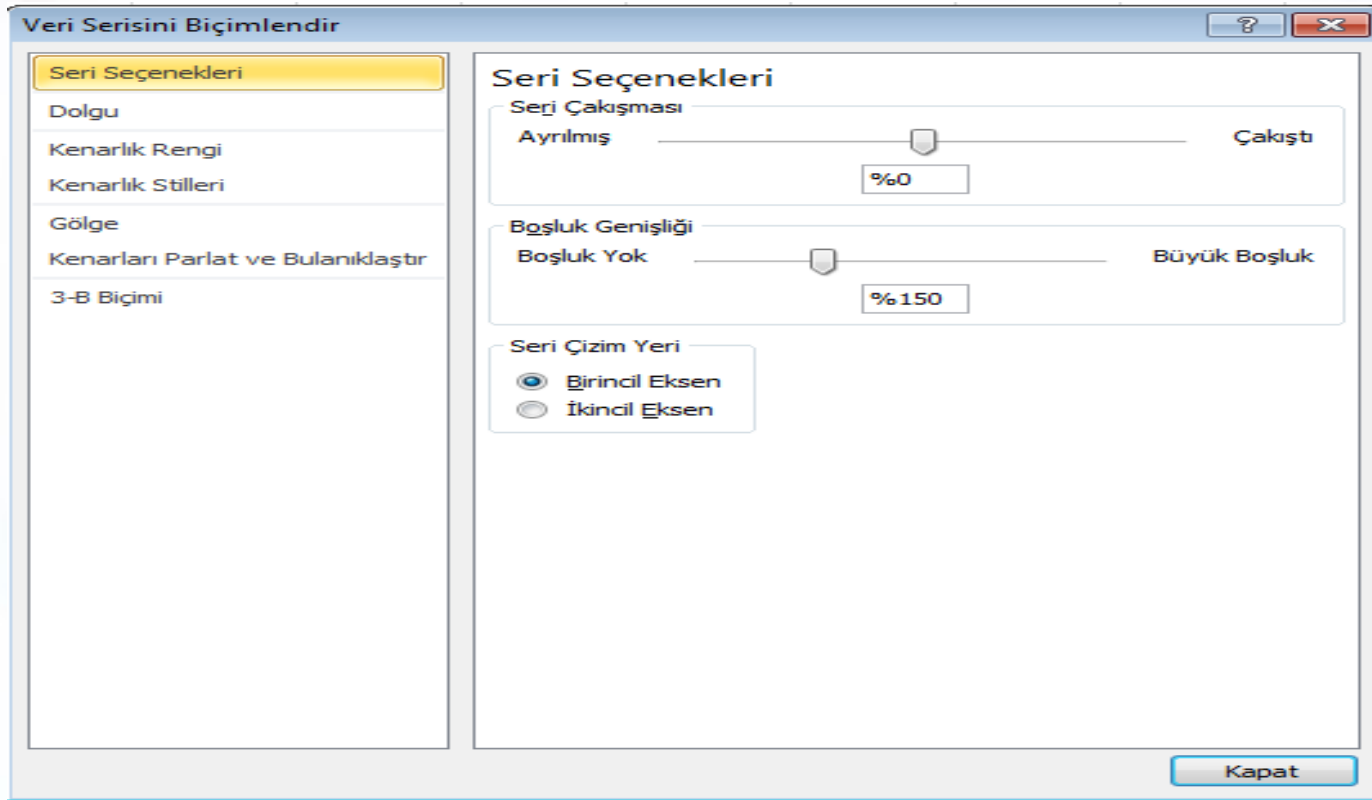 Veri Serisini Biçimlendir
Seri Seçenekleri
Dolgu
Kenarlık Rengi
Kenarlık Stilleri
Gölge
Kenarları Parlat ve Bulanıklaştır
3-B Biçimi
Seri Seçenekleri
Seri Çakışması
Ayrılmış Çakıştı
%0
Boşluk Genişliği
Boşluk Yok Büyük Boşluk
%150
Seri Çizim Yeri
Birincil Eksen
İkincil Eksen
Kapat